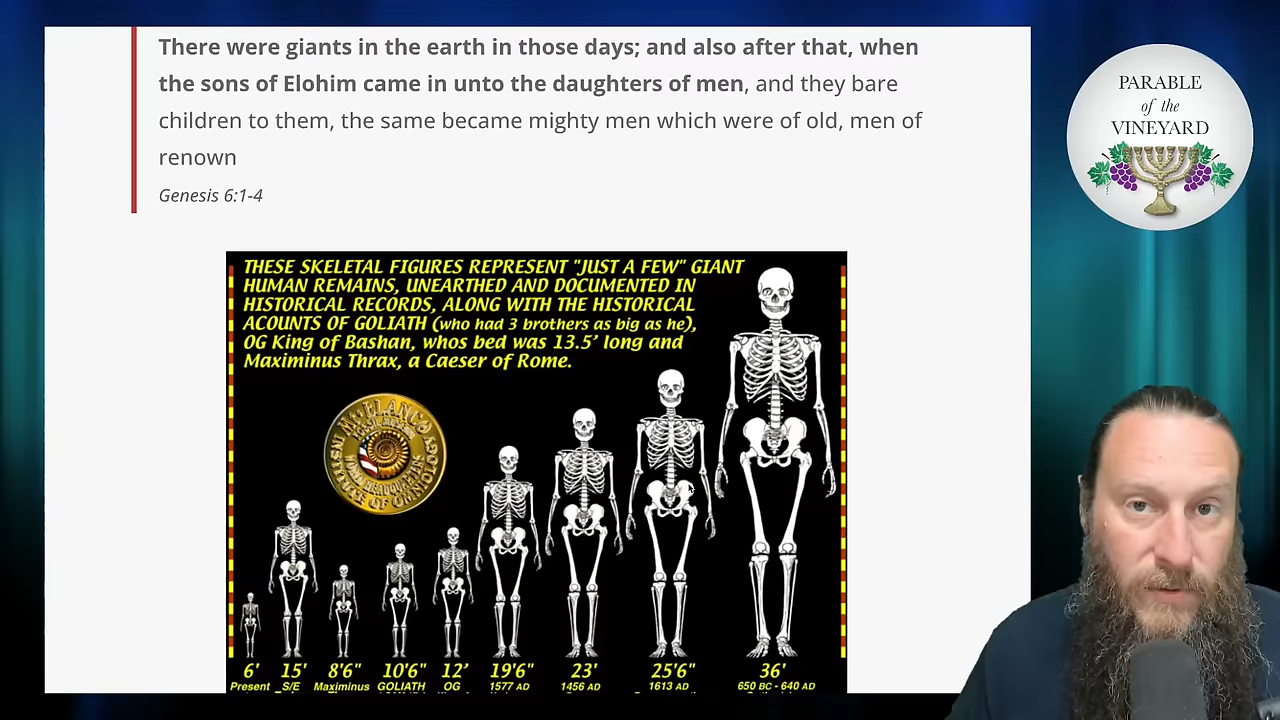 There were giants in the earth in those days; and also after that, when
the sons of Elohim came in unto the daughters of men, and they bare
children to them, the same became mighty men which were of old, men of
renown
Genesis 6:1-4
PARABLE
of the
VINEYARD
THESE SKELETAL FIGURES REPRESENT "JUST A FEW" GIANT
HUMAN REMAINS, UNEARTHED AND DOCUMENTED IN
HISTORICAL RECORDS, ALONG WITH THE HISTORICAL
ACOUNTS OF GOLIATH (who had 3 brothers as big as he),
OG King of Bashan, whos bed was 13.5' long and
Maximinus Thrax, a Caeser of Rome.
6' 15' 8'6" 10'6" 12' 19'6" 23' 25'6" 36'
Present S/E Maximinus GOLIATH OG 1577 AD 1456 AD 1613 AD 650 BC - 640 AD